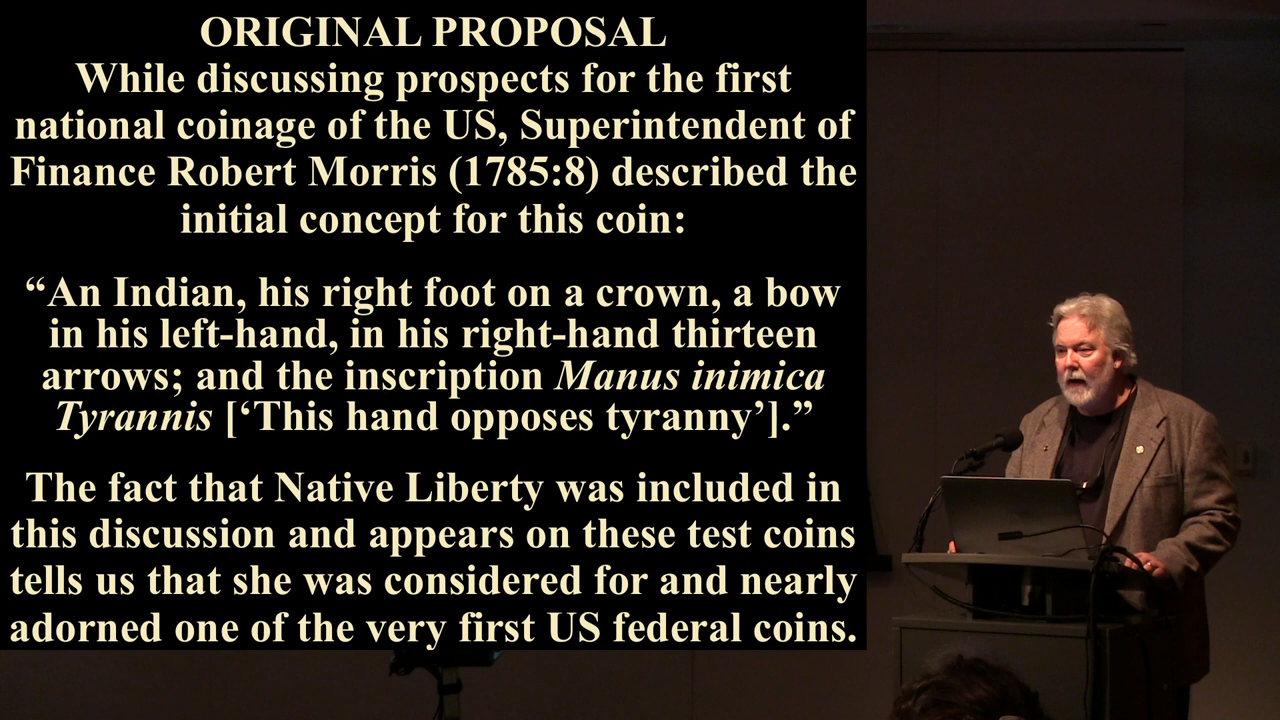 ORIGINAL PROPOSAL
While discussing prospects for the first
national coinage of the US, Superintendent of
Finance Robert Morris (1785:8) described the
initial concept for this coin:
“An Indian, his right foot on a crown, a bow
in his left-hand, in his right-hand thirteen
arrows; and the inscription Manus inimica
Tyrannis [‘This hand opposes tyranny’].”
The fact that Native Liberty was included in
this discussion and appears on these test coins
tells us that she was considered for and nearly
adorned one of the very first US federal coins.